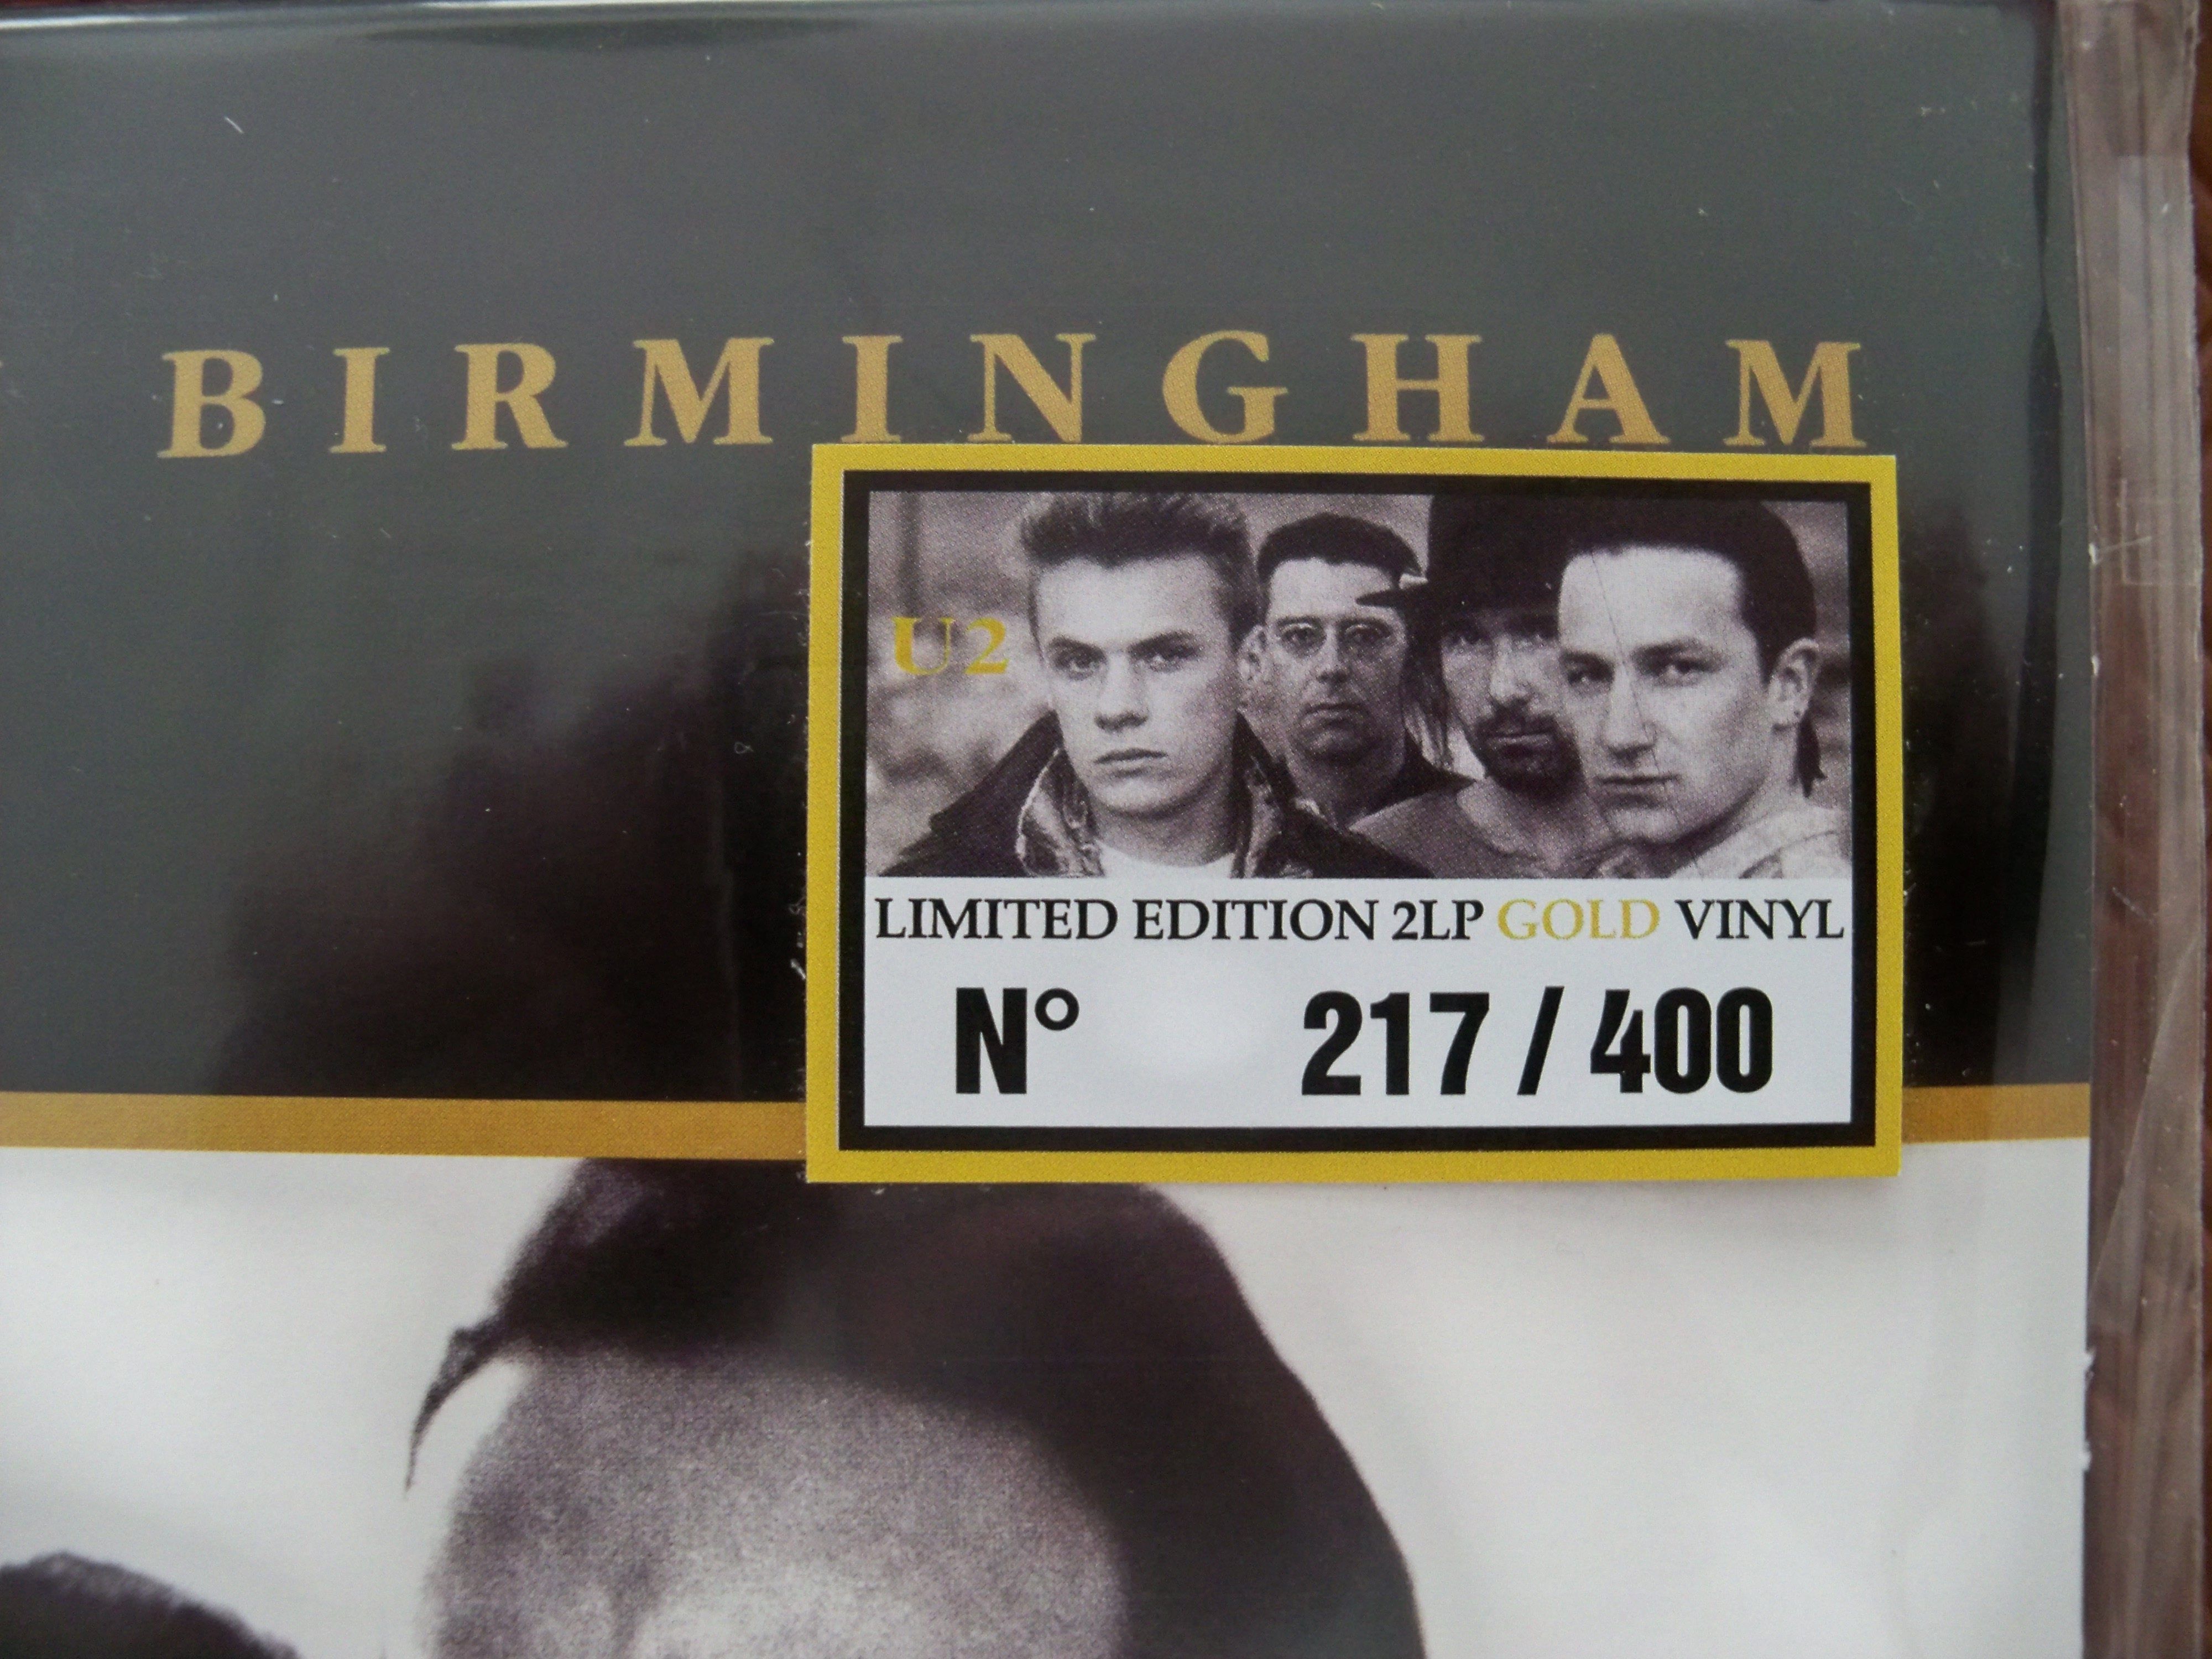 BIRMINGHAM
U2
LIMITED EDITION 2LP GOLD VINYL
N° 217 / 400